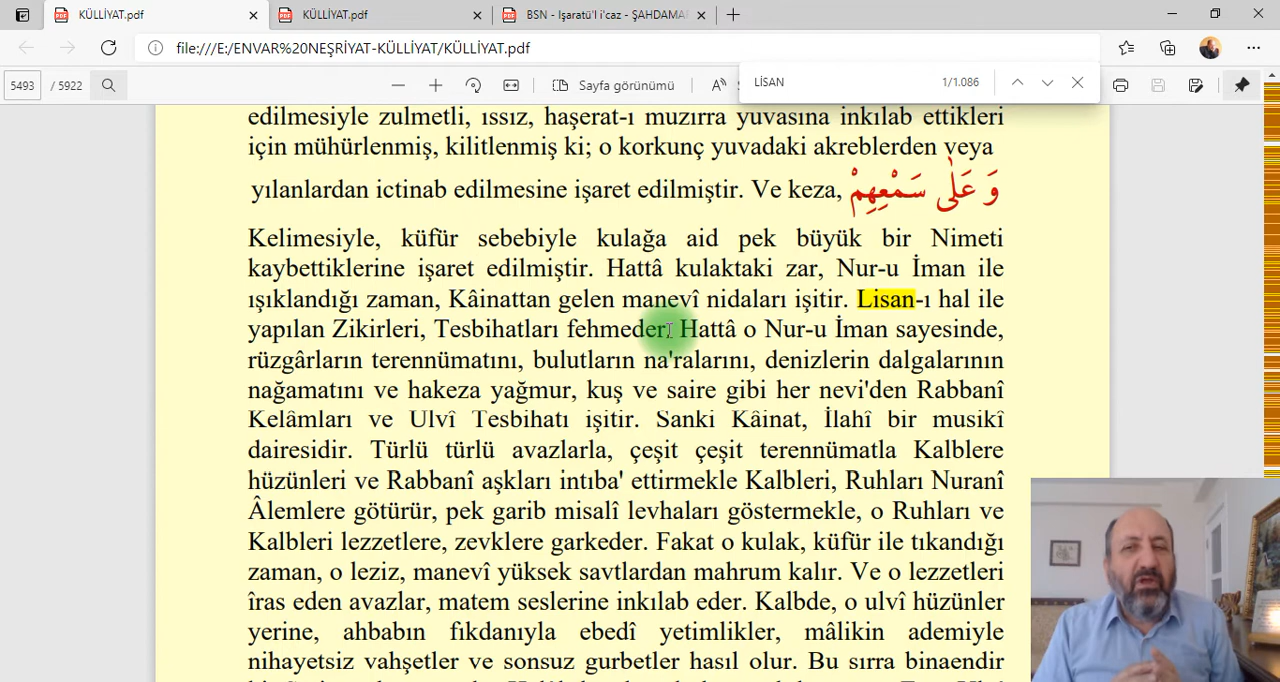 KÜLLİYAT.pdf
KÜLLİYAT.pdf
BSN - Işaratü'l i'caz - ŞAHDAMAR
file:///E:/ENVAR%20NEŞRİYAT-KÜLLİYAT/KÜLLİYAT.pdf
5493 / 5922
Sayfa görünümü
LİSAN 1/1.086
edilmesiyle zulmetli, ıssız, haşerat-ı muzırra yuvasına inkılab ettikleri
için mühürlenmiş, kilitlenmiş ki; o korkunç yuvadaki akreblerden veya
yılanlardan ictinab edilmesine işaret edilmiştir. Ve keza, وَ عَلٰى سَمْعِهِمْ
Kelimesiyle, küfür sebebiyle kulağa aid pek büyük bir Nimeti
kaybettiklerine işaret edilmiştir. Hattâ kulaktaki zar, Nur-u İman ile
ışıklandığı zaman, Kâinattan gelen manevî nidaları işitir. Lisan-ı hal ile
yapılan Zikirleri, Tesbihatları fehmeder. Hattâ o Nur-u İman sayesinde,
rüzgârların terennümatını, bulutların na'ralarını, denizlerin dalgalarının
nağamatını ve hakeza yağmur, kuş ve saire gibi her nevi'den Rabbanî
Kelâmları ve Ulvî Tesbihatı işitir. Sanki Kâinat, İlahî bir musikî
dairesidir. Türlü türlü avazlarla, çeşit çeşit terennümatla Kalblere
hüzünleri ve Rabbanî aşkları intıba' ettirmekle Kalbleri, Ruhları Nuranî
Âlemlere götürür, pek garib misalî levhaları göstermekle, o Ruhları ve
Kalbleri lezzetlere, zevklere garkeder. Fakat o kulak, küfür ile tıkandığı
zaman, o leziz, manevî yüksek savtlardan mahrum kalır. Ve o lezzetleri
îras eden avazlar, matem seslerine inkılab eder. Kalbde, o ulvî hüzünler
yerine, ahbabın fıkdanıyla ebedî yetimlikler, mâlikin ademiyle
nihayetsiz vahşetler ve sonsuz gurbetler hasıl olur. Bu sırra binaendir